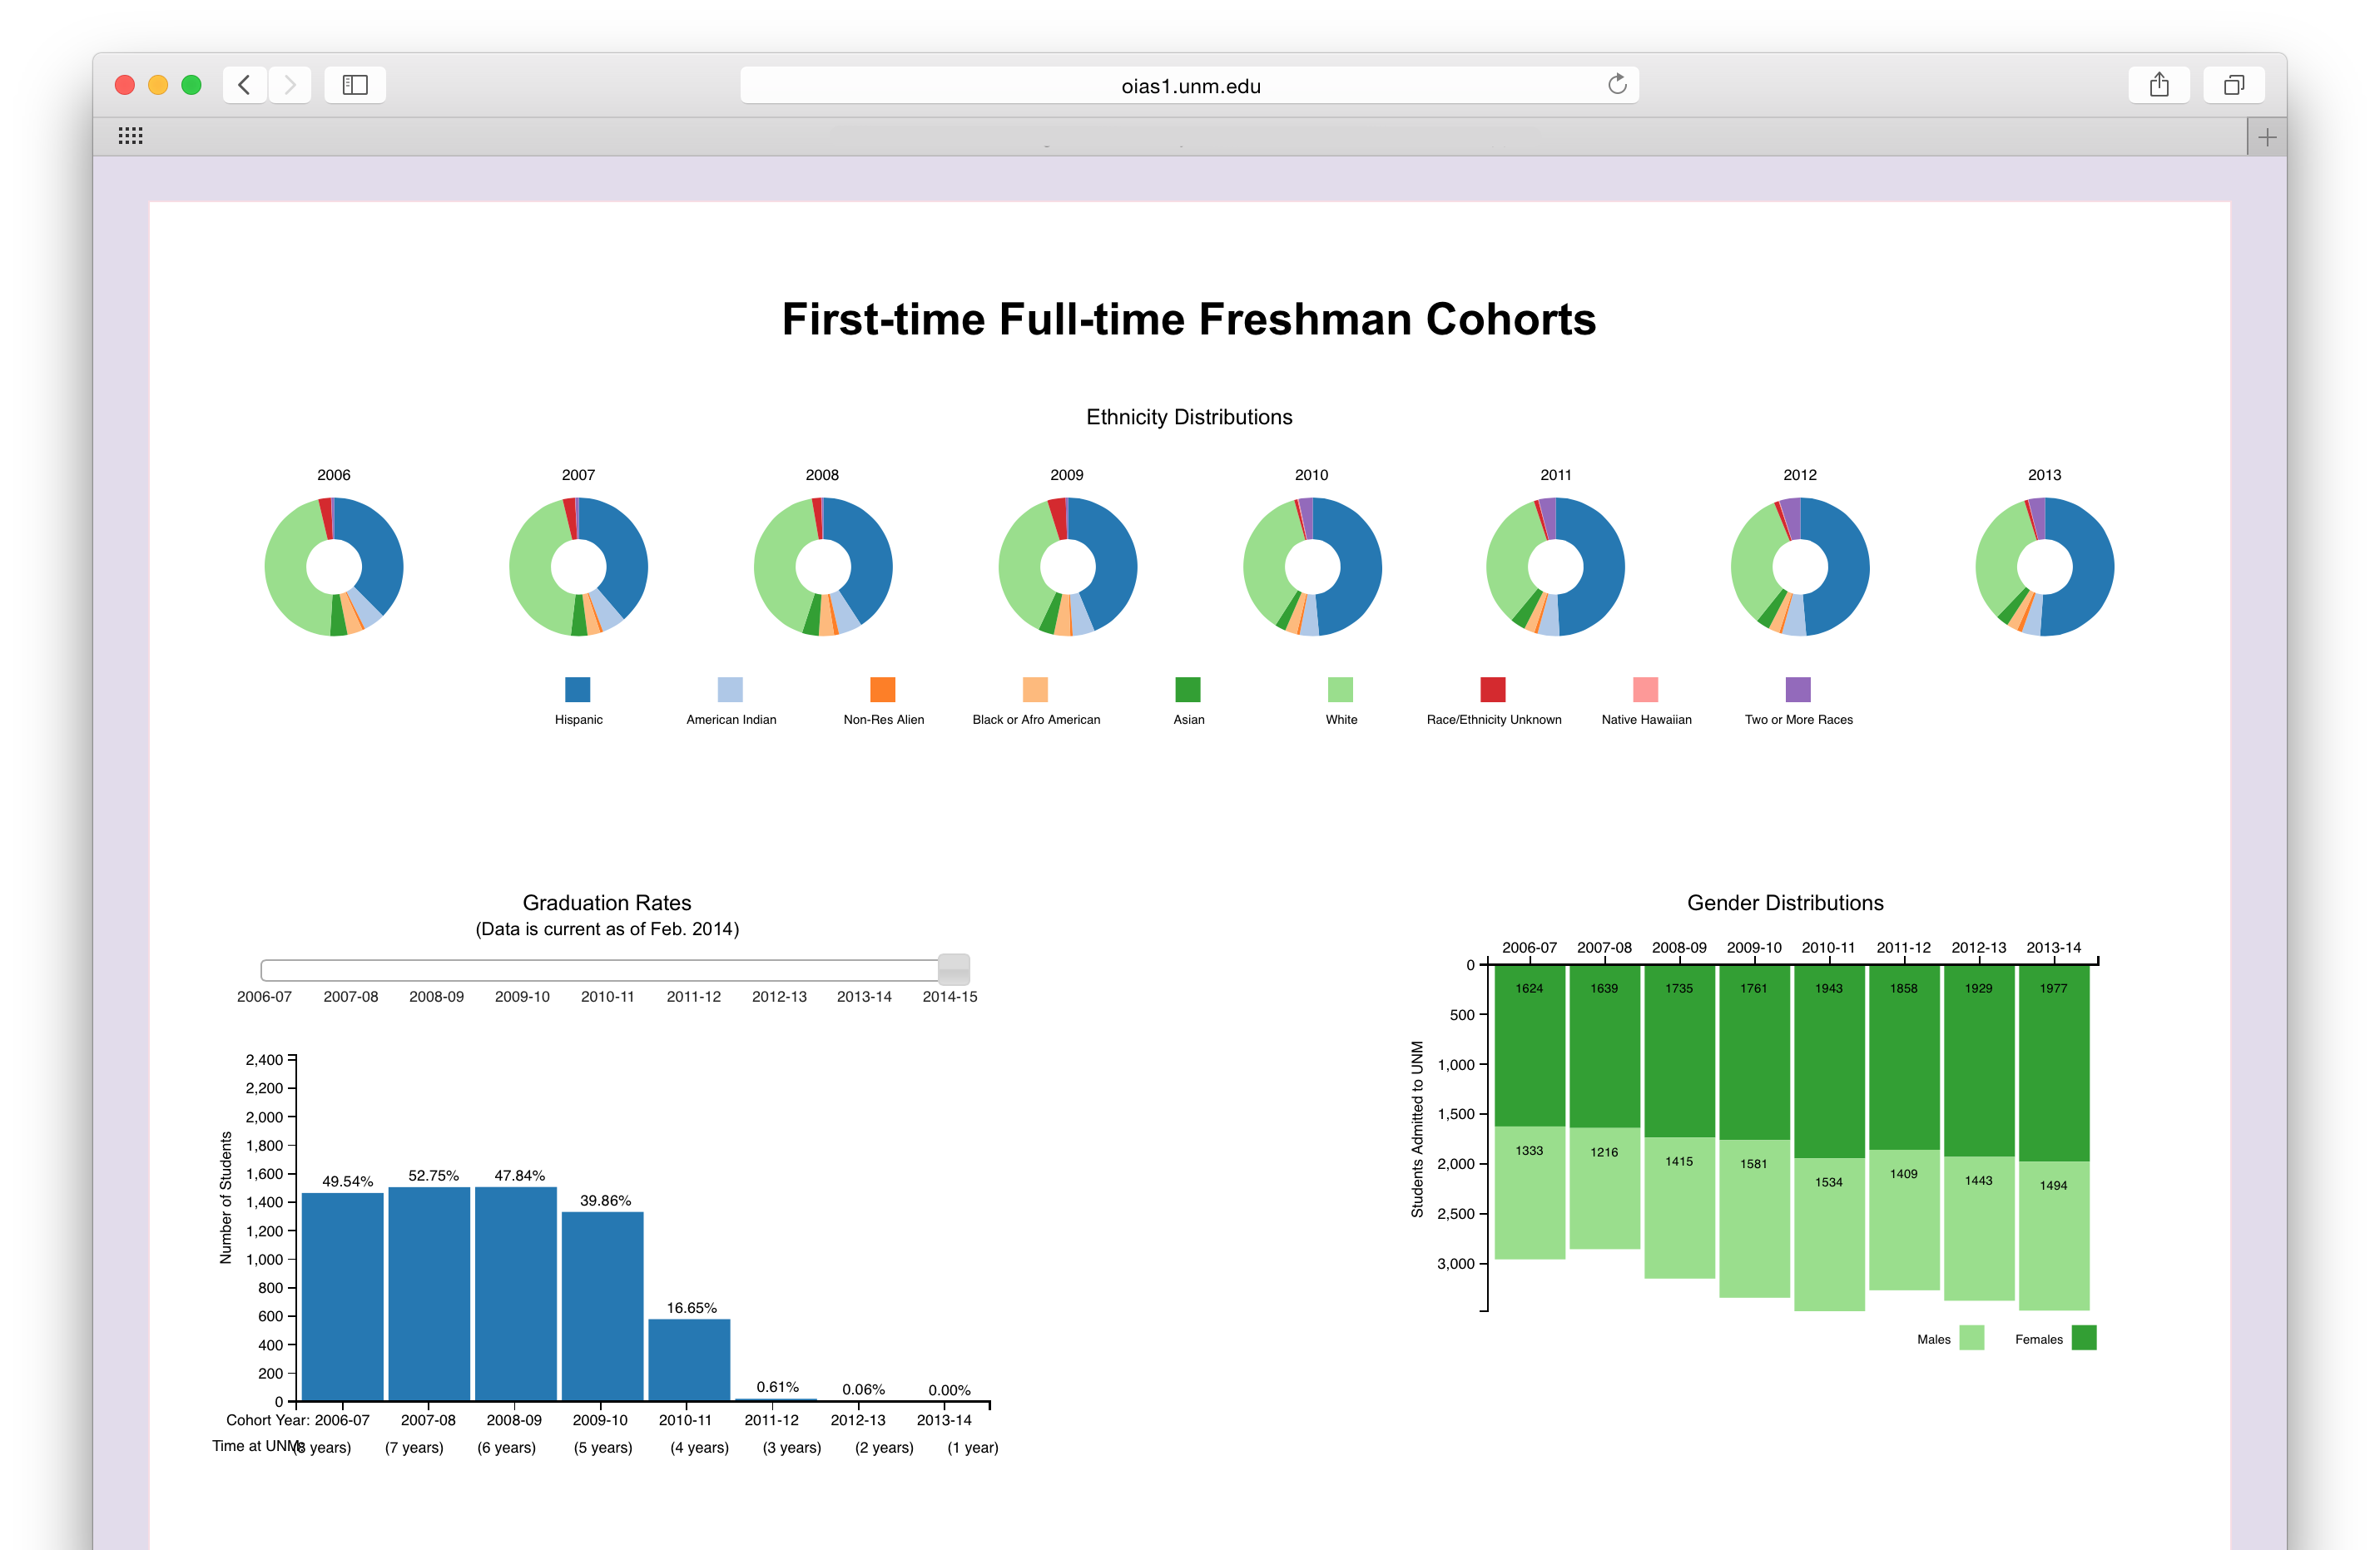 oias1.unm.edu
First-time Full-time Freshman Cohorts
Ethnicity Distributions
2006 2007 2008 2009 2010 2011 2012 2013
Hispanic American Indian Non-Res Alien Black or Afro American Asian White Race/Ethnicity Unknown Native Hawaiian Two or More Races
Graduation Rates
(Data is current as of Feb. 2014)
2006-07 2007-08 2008-09 2009-10 2010-11 2011-12 2012-13 2013-14 2014-15
Number of Students
2,400
2,200
2,000
1,800
1,600
1,400
1,200
1,000
800
600
400
200
0
49.54% 52.75% 47.84% 39.86% 16.65% 0.61% 0.06% 0.00%
Cohort Year: 2006-07 2007-08 2008-09 2009-10 2010-11 2011-12 2012-13 2013-14
Time at UNM: (8 years) (7 years) (6 years) (5 years) (4 years) (3 years) (2 years) (1 year)
Gender Distributions
2006-07 2007-08 2008-09 2009-10 2010-11 2011-12 2012-13 2013-14
Students Admitted to UNM
0
500
1,000
1,500
2,000
2,500
3,000
1624 1639 1735 1761 1943 1858 1929 1977
1333 1216 1415 1581 1534 1409 1443 1494
Males Females